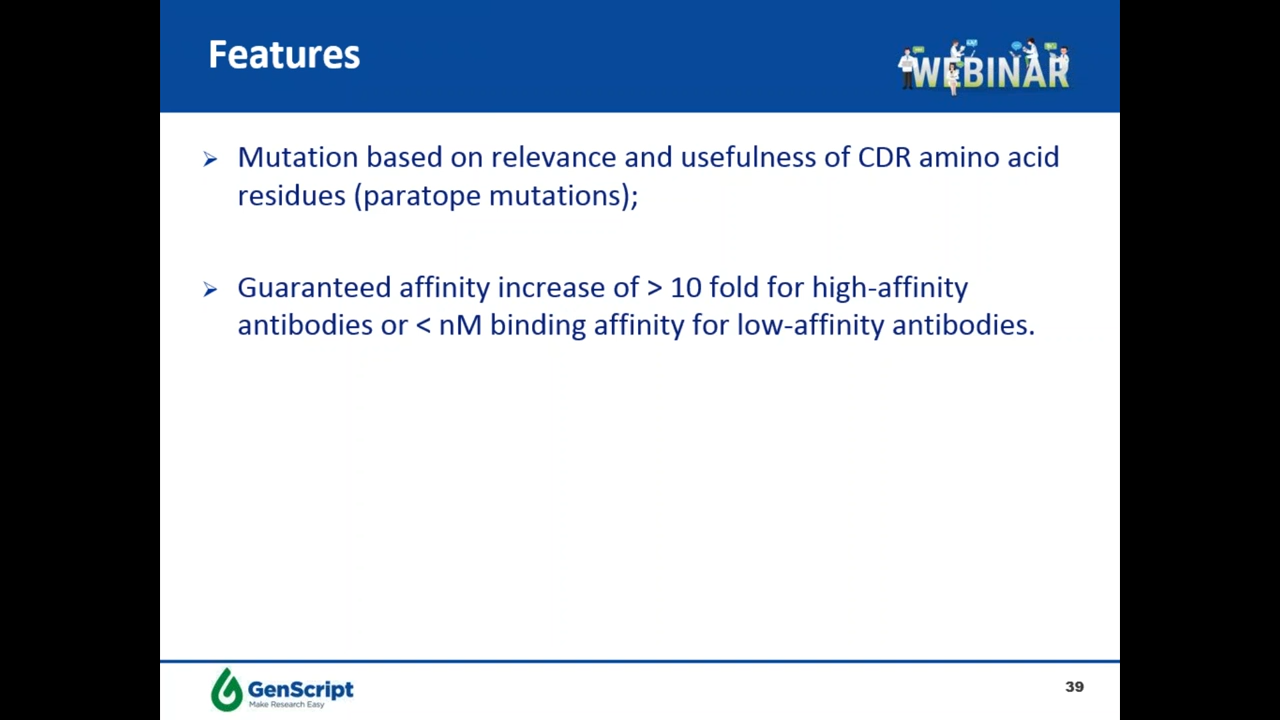 Features
WEBINAR
Mutation based on relevance and usefulness of CDR amino acid
residues (paratope mutations);
Guaranteed affinity increase of > 10 fold for high-affinity
antibodies or < nM binding affinity for low-affinity antibodies.
GenScript
Make Research Easy
39